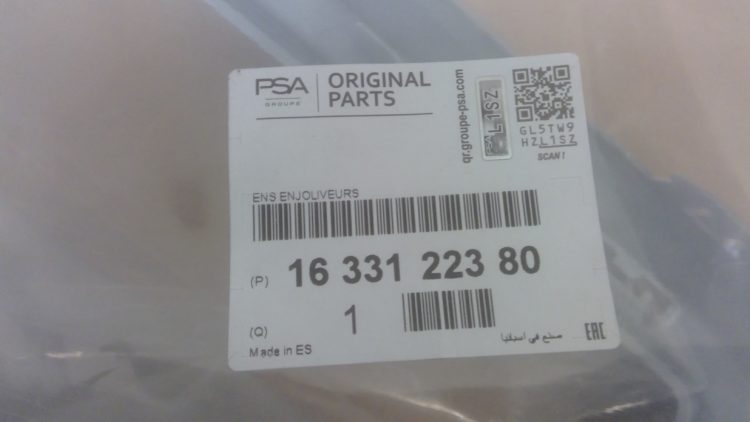 PSA
GROUPE
ORIGINAL
PARTS
qr.groupe-psa.com
L1SZ
GL5TW9
HZL1SZ
SCAN!
ENS ENJOLIVEURS
(P) 16 331 223 80
(Q) 1
Made in ES
صنع في اسبانيا
EAC